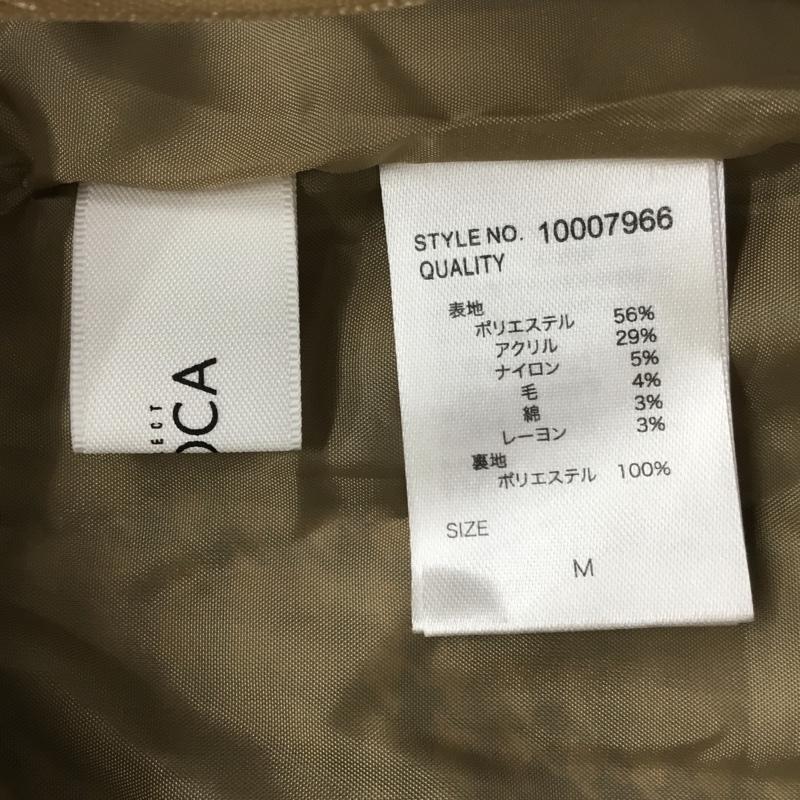 STYLE NO. 10007966
QUALITY
表地
ポリエステル 56%
アクリル 29%
ナイロン 5%
毛 4%
綿 3%
レーヨン 3%
裏地
ポリエステル 100%
SIZE
M